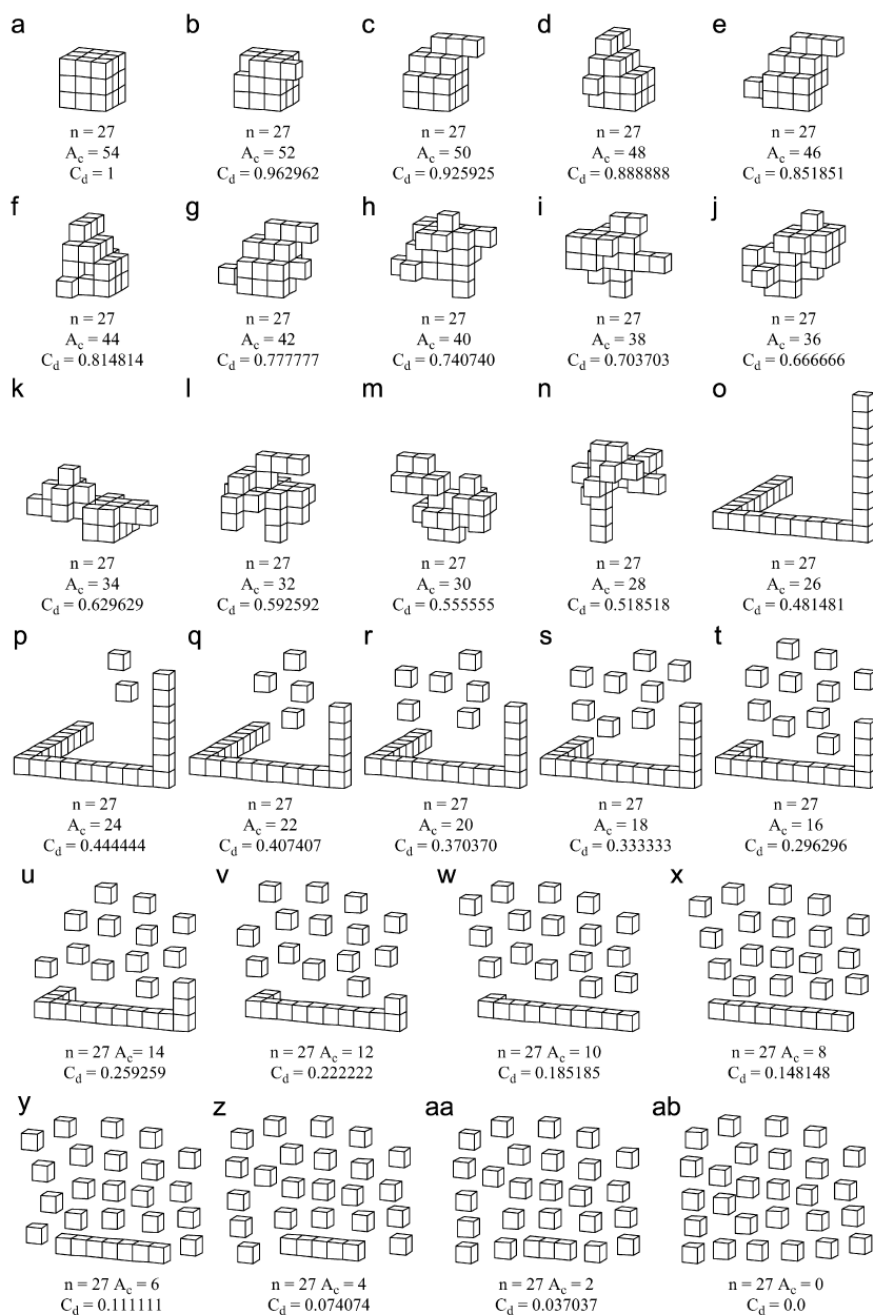 a b c d e
n = 27 n = 27 n = 27 n = 27 n = 27
A_c = 54 A_c = 52 A_c = 50 A_c = 48 A_c = 46
C_d = 1 C_d = 0.962962 C_d = 0.925925 C_d = 0.888888 C_d = 0.851851
f g h i j
n = 27 n = 27 n = 27 n = 27 n = 27
A_c = 44 A_c = 42 A_c = 40 A_c = 38 A_c = 36
C_d = 0.814814 C_d = 0.777777 C_d = 0.740740 C_d = 0.703703 C_d = 0.666666
k l m n o
n = 27 n = 27 n = 27 n = 27 n = 27
A_c = 34 A_c = 32 A_c = 30 A_c = 28 A_c = 26
C_d = 0.629629 C_d = 0.592592 C_d = 0.555555 C_d = 0.518518 C_d = 0.481481
p q r s t
n = 27 n = 27 n = 27 n = 27 n = 27
A_c = 24 A_c = 22 A_c = 20 A_c = 18 A_c = 16
C_d = 0.444444 C_d = 0.407407 C_d = 0.370370 C_d = 0.333333 C_d = 0.296296
u v w x
n = 27 A_c = 14 n = 27 A_c = 12 n = 27 A_c = 10 n = 27 A_c = 8
C_d = 0.259259 C_d = 0.222222 C_d = 0.185185 C_d = 0.148148
y z aa ab
n = 27 A_c = 6 n = 27 A_c = 4 n = 27 A_c = 2 n = 27 A_c = 0
C_d = 0.111111 C_d = 0.074074 C_d = 0.037037 C_d = 0.0